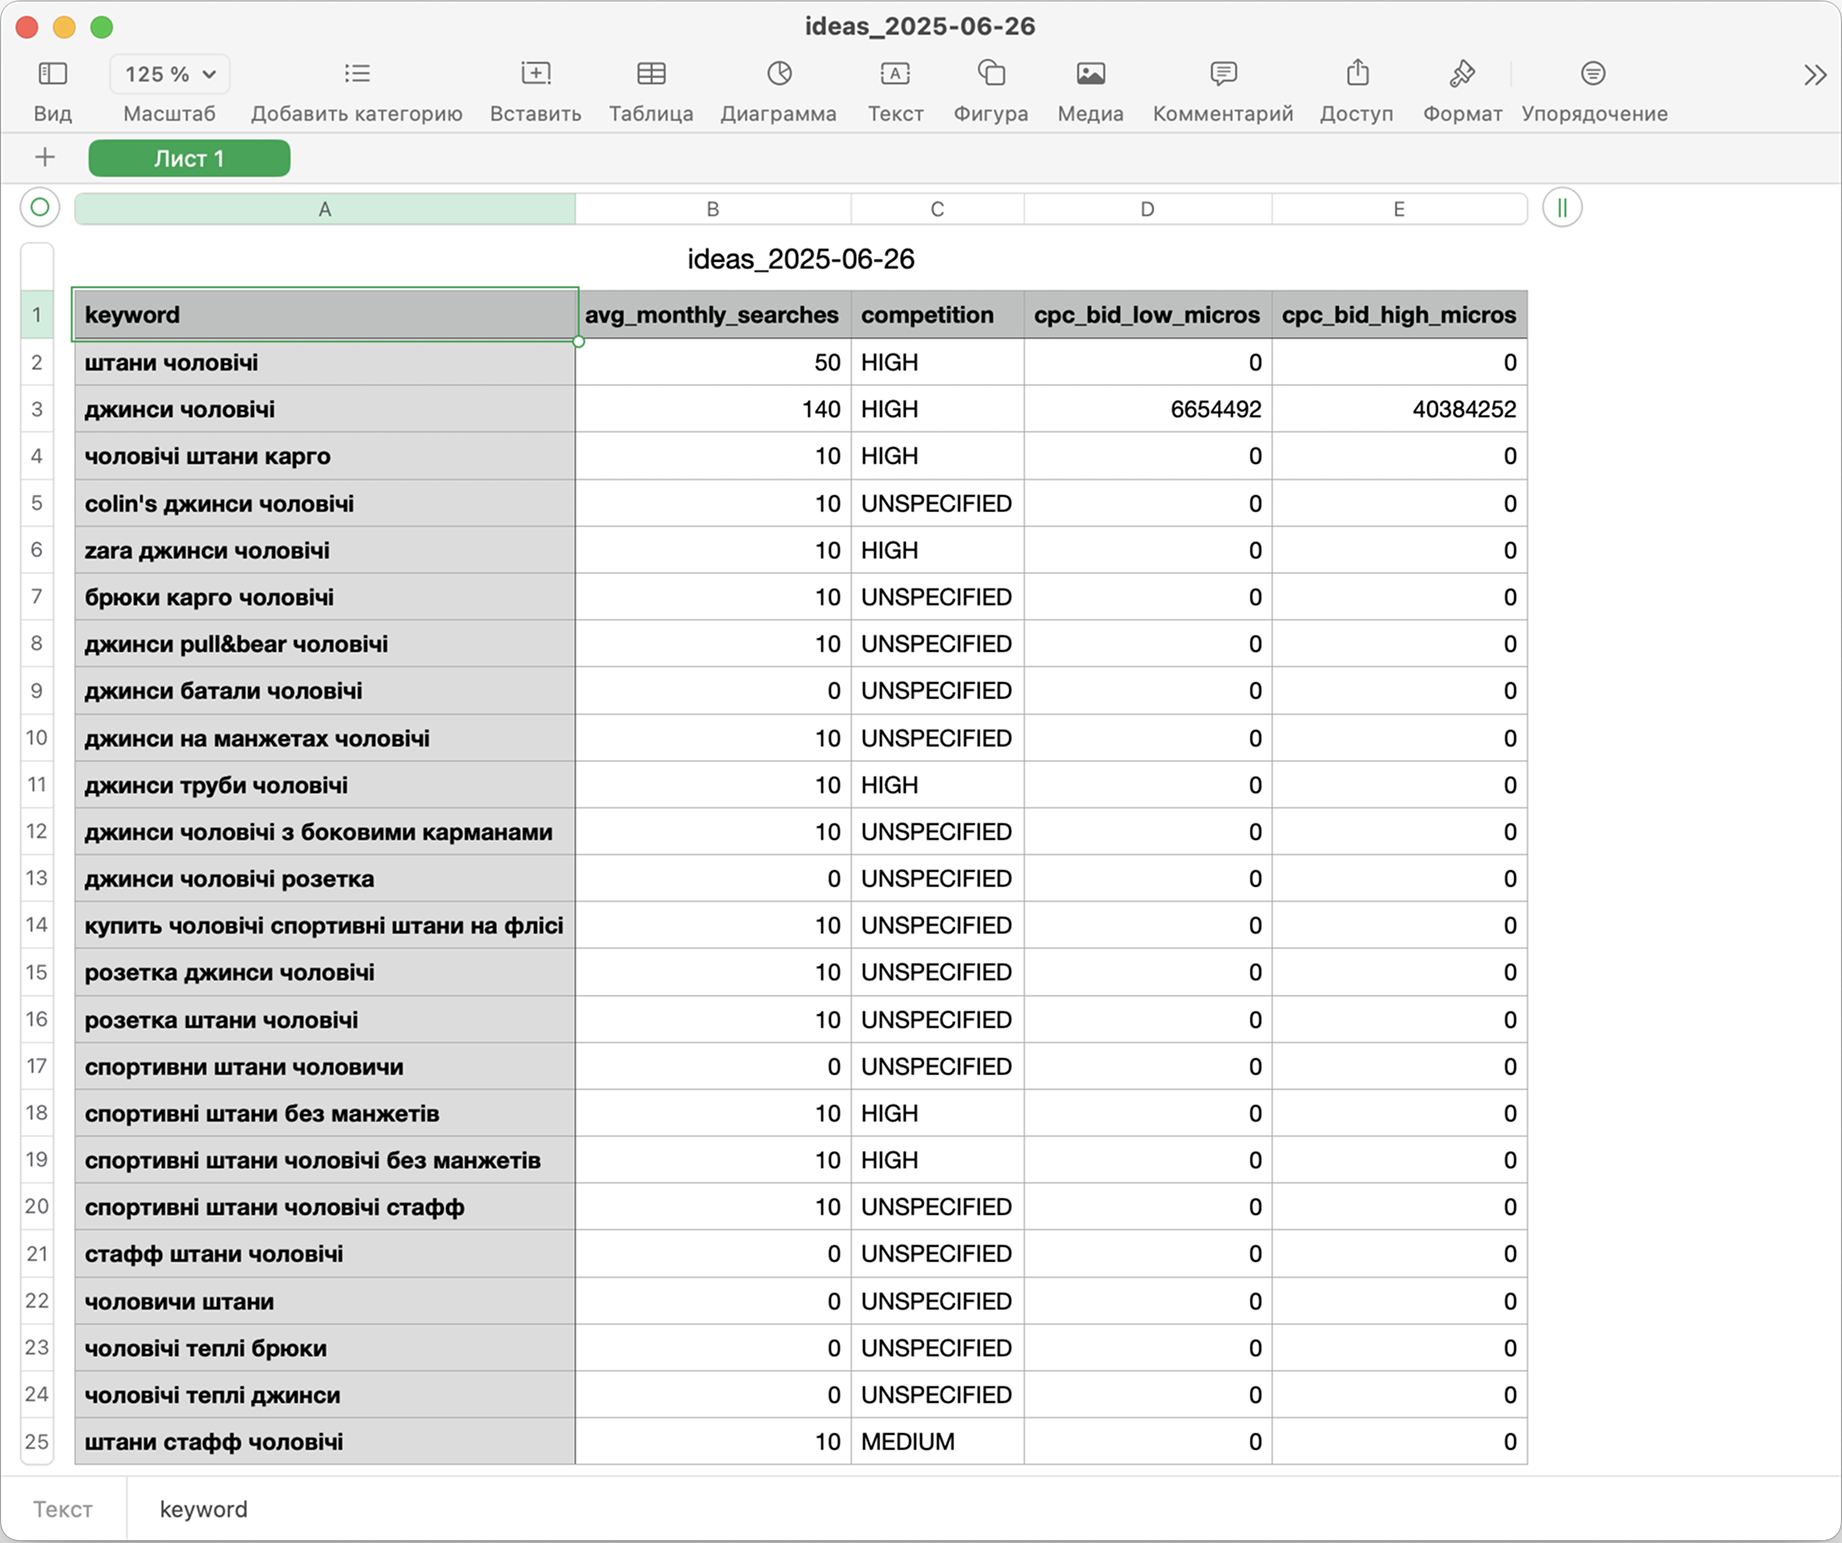 ideas_2025-06-26
125 %
Вид Масштаб Добавить категорию Вставить Таблица Диаграмма Текст Фигура Медиа Комментарий Доступ Формат Упорядочение
Лист 1
A B C D E
ideas_2025-06-26
1 keyword avg_monthly_searches competition cpc_bid_low_micros cpc_bid_high_micros
2 штани чоловічі 50 HIGH 0 0
3 джинси чоловічі 140 HIGH 6654492 40384252
4 чоловічі штани карго 10 HIGH 0 0
5 colin's джинси чоловічі 10 UNSPECIFIED 0 0
6 zara джинси чоловічі 10 HIGH 0 0
7 брюки карго чоловічі 10 UNSPECIFIED 0 0
8 джинси pull&bear чоловічі 10 UNSPECIFIED 0 0
9 джинси батали чоловічі 0 UNSPECIFIED 0 0
10 джинси на манжетах чоловічі 10 UNSPECIFIED 0 0
11 джинси труби чоловічі 10 HIGH 0 0
12 джинси чоловічі з боковими карманами 10 UNSPECIFIED 0 0
13 джинси чоловічі розетка 0 UNSPECIFIED 0 0
14 купить чоловічі спортивні штани на флісі 10 UNSPECIFIED 0 0
15 розетка джинси чоловічі 10 UNSPECIFIED 0 0
16 розетка штани чоловічі 10 UNSPECIFIED 0 0
17 спортивни штани чоловичи 0 UNSPECIFIED 0 0
18 спортивні штани без манжетів 10 HIGH 0 0
19 спортивні штани чоловічі без манжетів 10 HIGH 0 0
20 спортивні штани чоловічі стафф 10 UNSPECIFIED 0 0
21 стафф штани чоловічі 0 UNSPECIFIED 0 0
22 чоловичи штани 0 UNSPECIFIED 0 0
23 чоловічі теплі брюки 0 UNSPECIFIED 0 0
24 чоловічі теплі джинси 0 UNSPECIFIED 0 0
25 штани стафф чоловічі 10 MEDIUM 0 0
Текст keyword